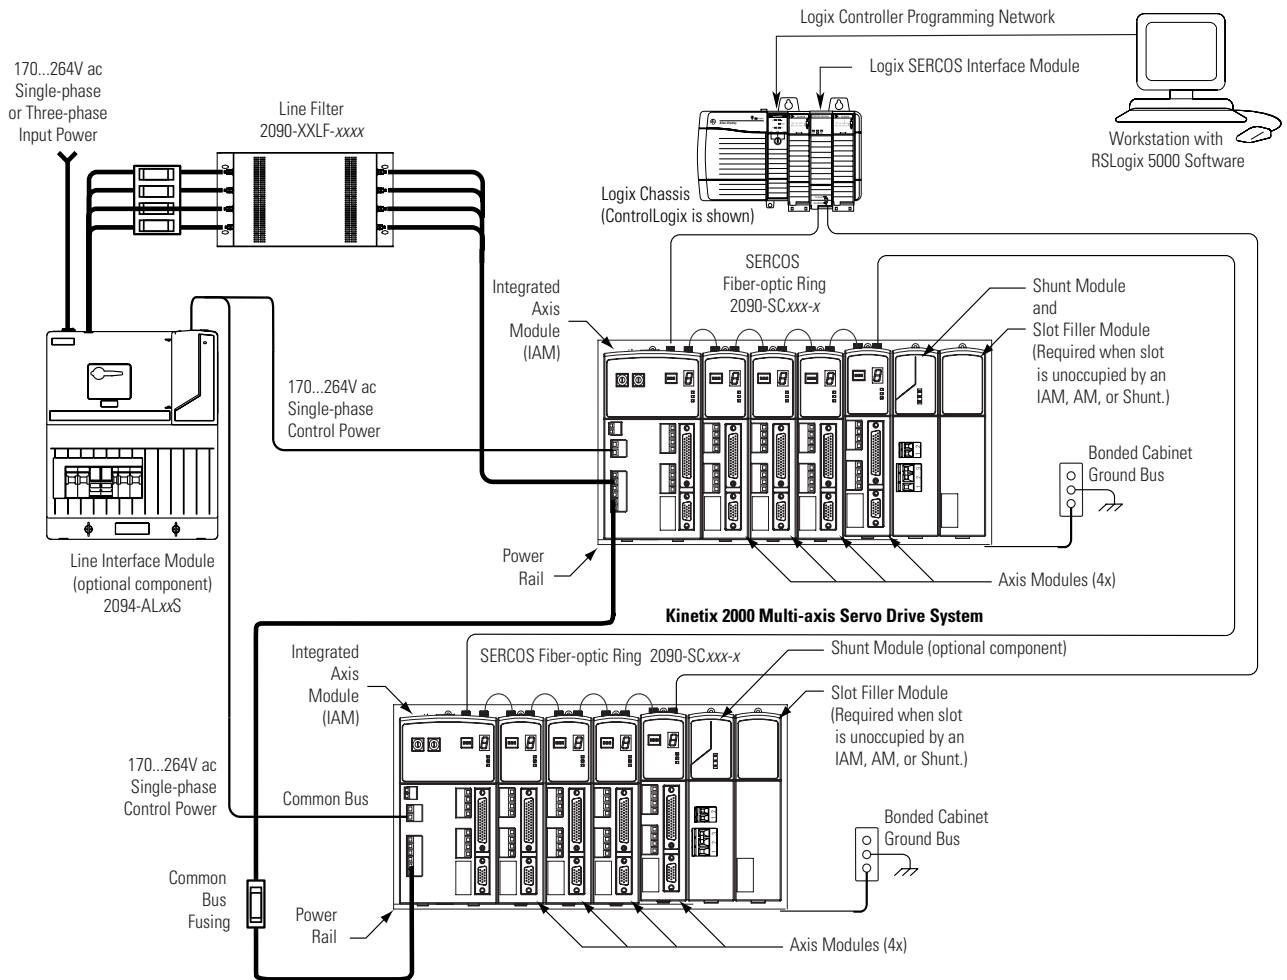 Logix Controller Programming Network
Logix SERCOS Interface Module
170...264V ac
Single-phase
or Three-phase
Input Power
Line Filter
2090-XXLF-xxxx
Workstation with
RSLogix 5000 Software
Logix Chassis
(ControlLogix is shown)
SERCOS
Fiber-optic Ring
2090-SCxxx-x
Integrated
Axis
Module
(IAM)
Shunt Module
and
Slot Filler Module
(Required when slot
is unoccupied by an
IAM, AM, or Shunt.)
170...264V ac
Single-phase
Control Power
Bonded Cabinet
Ground Bus
Line Interface Module
(optional component)
2094-ALxxS
Power
Rail
Axis Modules (4x)
Kinetix 2000 Multi-axis Servo Drive System
Integrated
Axis
Module
(IAM)
SERCOS Fiber-optic Ring 2090-SCxxx-x
Shunt Module (optional component)
Slot Filler Module
(Required when slot
is unoccupied by an
IAM, AM, or Shunt.)
170...264V ac
Single-phase
Control Power
Common Bus
Bonded Cabinet
Ground Bus
Common
Bus
Fusing
Power
Rail
Axis Modules (4x)